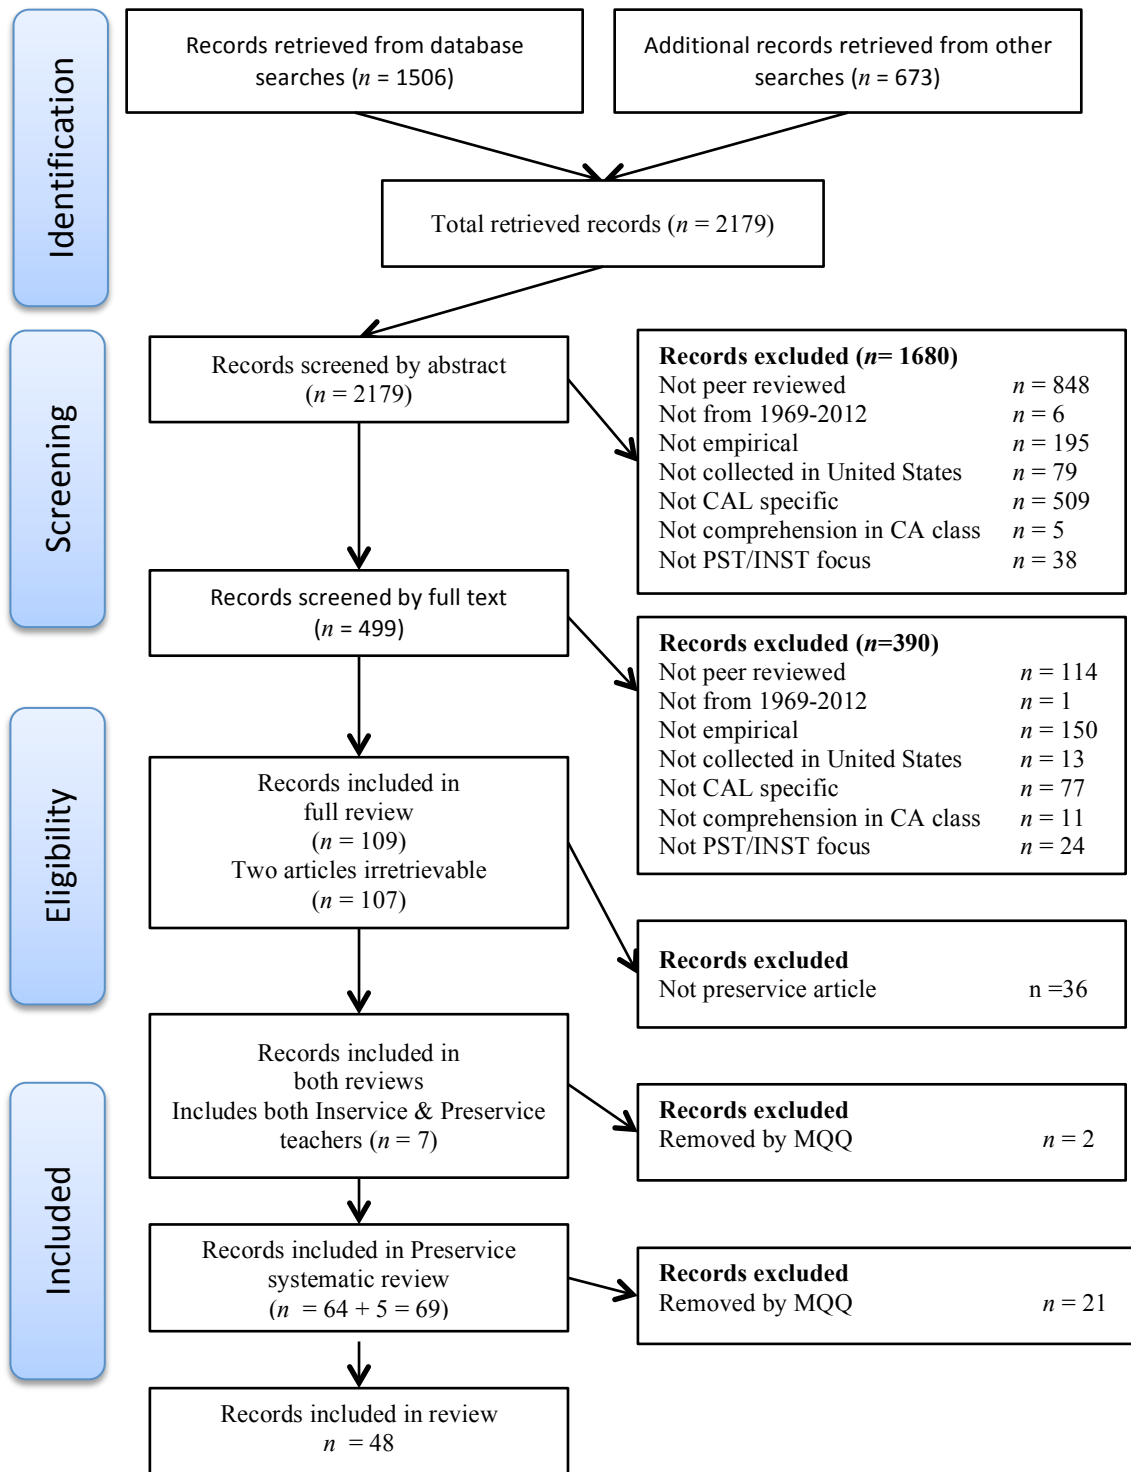 Identification
Records retrieved from database
searches (n = 1506)
Additional records retrieved from other
searches (n = 673)
Total retrieved records (n = 2179)
Screening
Records screened by abstract
(n = 2179)
Records excluded (n= 1680)
Not peer reviewed n = 848
Not from 1969-2012 n = 6
Not empirical n = 195
Not collected in United States n = 79
Not CAL specific n = 509
Not comprehension in CA class n = 5
Not PST/INST focus n = 38
Records screened by full text
(n = 499)
Records excluded (n=390)
Not peer reviewed n = 114
Not from 1969-2012 n = 1
Not empirical n = 150
Not collected in United States n = 13
Not CAL specific n = 77
Not comprehension in CA class n = 11
Not PST/INST focus n = 24
Eligibility
Records included in
full review
(n = 109)
Two articles irretrievable
(n = 107)
Records excluded
Not preservice article n =36
Records included in
both reviews
Includes both Inservice & Preservice
teachers (n = 7)
Records excluded
Removed by MQQ n = 2
Included
Records included in Preservice
systematic review
(n = 64 + 5 = 69)
Records excluded
Removed by MQQ n = 21
Records included in review
n = 48